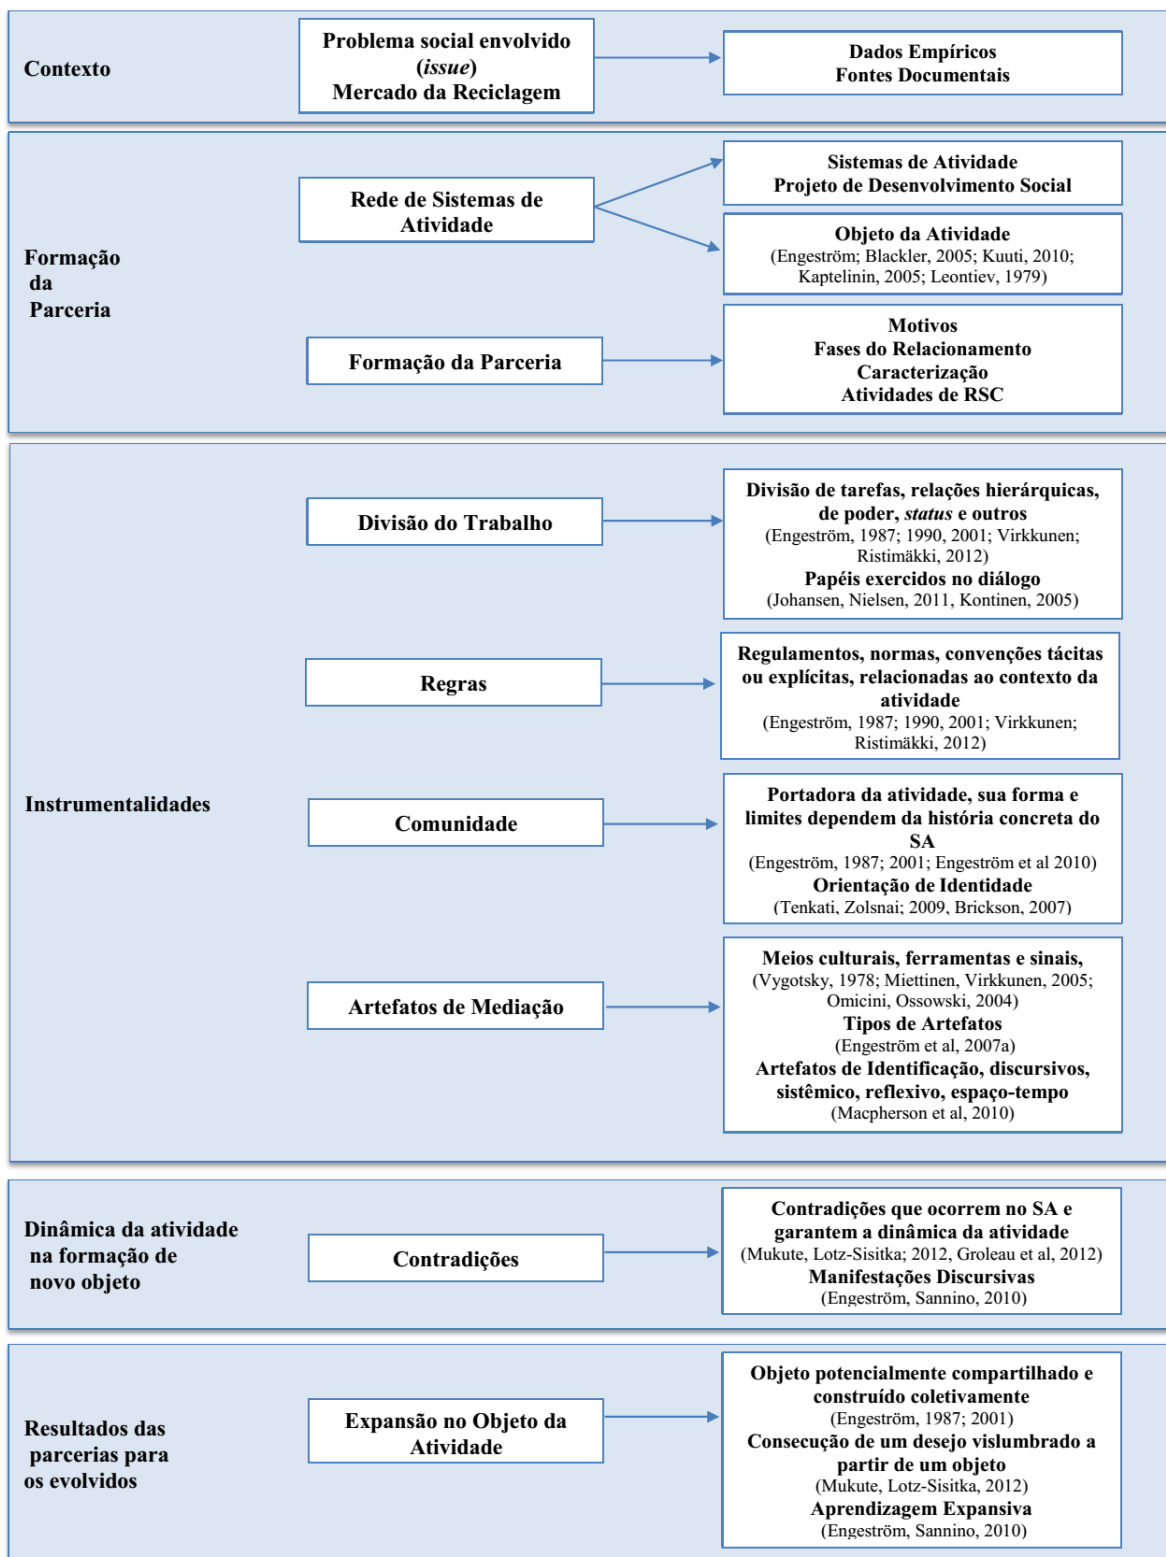 Contexto
Problema social envolvido
(issue)
Mercado da Reciclagem
Dados Empíricos
Fontes Documentais
Formação
da
Parceria
Rede de Sistemas de
Atividade
Sistemas de Atividade
Projeto de Desenvolvimento Social
Objeto da Atividade
(Engeström; Blackler, 2005; Kuuti, 2010;
Kaptelinin, 2005; Leontiev, 1979)
Formação da Parceria
Motivos
Fases do Relacionamento
Caracterização
Atividades de RSC
Instrumentalidades
Divisão do Trabalho
Divisão de tarefas, relações hierárquicas,
de poder, status e outros
(Engeström, 1987; 1990, 2001; Virkkunen;
Ristimäkki, 2012)
Papéis exercidos no diálogo
(Johansen, Nielsen, 2011, Kontinen, 2005)
Regras
Regulamentos, normas, convenções tácitas
ou explícitas, relacionadas ao contexto da
atividade
(Engeström, 1987; 1990, 2001; Virkkunen;
Ristimäkki, 2012)
Comunidade
Portadora da atividade, sua forma e
limites dependem da história concreta do
SA
(Engeström, 1987; 2001; Engeström et al 2010)
Orientação de Identidade
(Tenkati, Zolsnai; 2009, Brickson, 2007)
Artefatos de Mediação
Meios culturais, ferramentas e sinais,
(Vygotsky, 1978; Miettinen, Virkkunen, 2005;
Omicini, Ossowski, 2004)
Tipos de Artefatos
(Engeström et al, 2007a)
Artefatos de Identificação, discursivos,
sistêmico, reflexivo, espaço-tempo
(Macpherson et al, 2010)
Dinâmica da atividade
na formação de
novo objeto
Contradições
Contradições que ocorrem no SA e
garantem a dinâmica da atividade
(Mukute, Lotz-Sisitka; 2012, Groleau et al, 2012)
Manifestações Discursivas
(Engeström, Sannino, 2010)
Resultados das
parcerias para
os evolvidos
Expansão no Objeto da
Atividade
Objeto potencialmente compartilhado e
construído coletivamente
(Engeström, 1987; 2001)
Consecução de um desejo vislumbrado a
partir de um objeto
(Mukute, Lotz-Sisitka, 2012)
Aprendizagem Expansiva
(Engeström, Sannino, 2010)